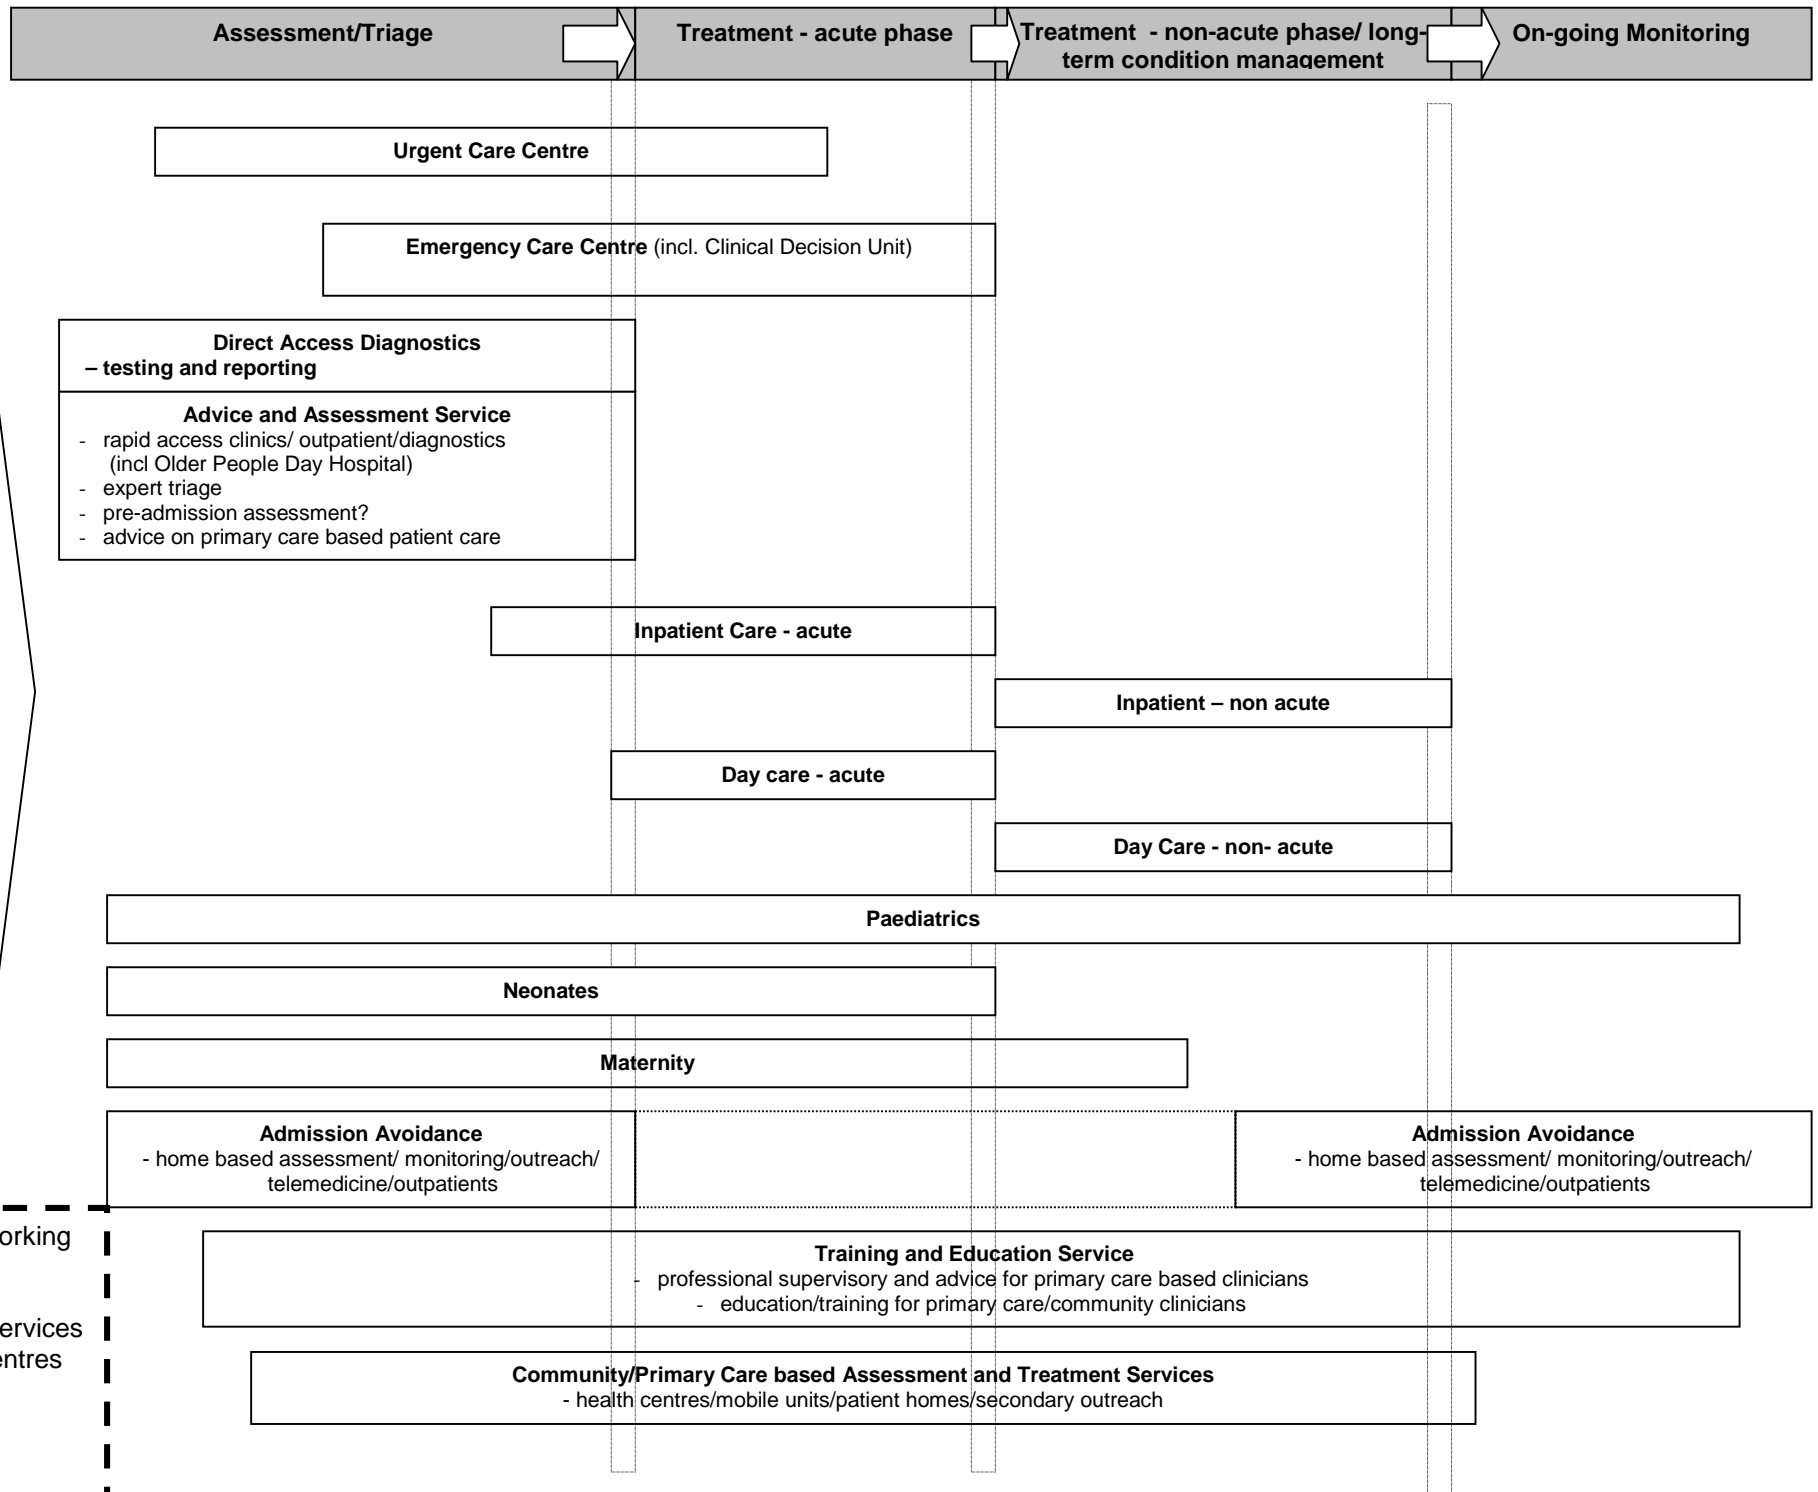 Assessment/Triage
Treatment - acute phase
Treatment - non-acute phase/ long-
term condition management
On-going Monitoring
Urgent Care Centre
Emergency Care Centre (incl. Clinical Decision Unit)
Direct Access Diagnostics
– testing and reporting
Advice and Assessment Service
- rapid access clinics/ outpatient/diagnostics
(incl Older People Day Hospital)
- expert triage
- pre-admission assessment?
- advice on primary care based patient care
Inpatient Care - acute
Inpatient – non acute
Day care - acute
Day Care - non- acute
Paediatrics
Neonates
Maternity
Admission Avoidance
- home based assessment/ monitoring/outreach/
telemedicine/outpatients
Admission Avoidance
- home based assessment/ monitoring/outreach/
telemedicine/outpatients
orking
ervices
entres
Training and Education Service
- professional supervisory and advice for primary care based clinicians
- education/training for primary care/community clinicians
Community/Primary Care based Assessment and Treatment Services
- health centres/mobile units/patient homes/secondary outreach